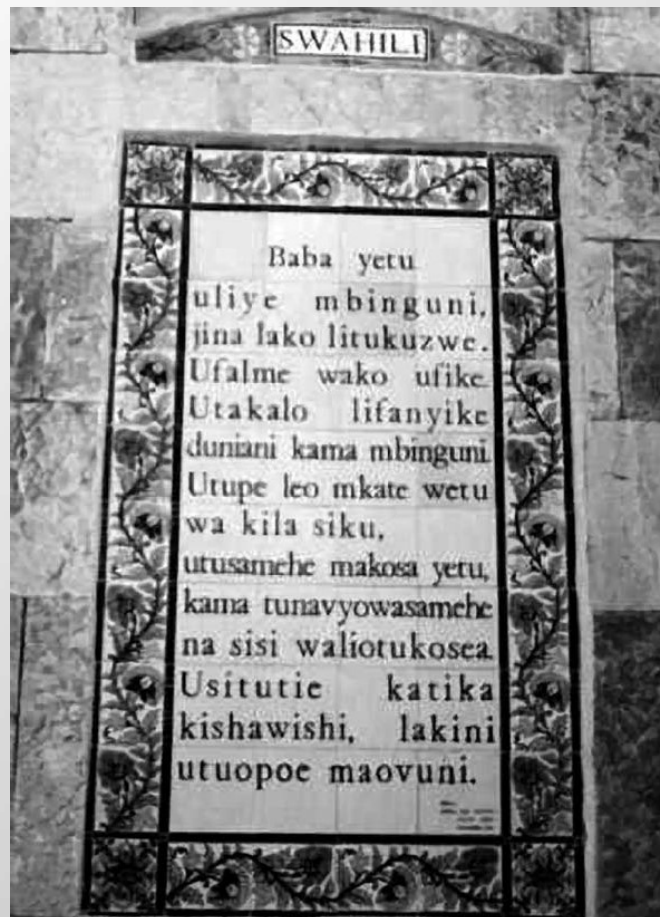 SWAHILI
Baba yetu
uliye mbinguni,
jina lako litukuzwe.
Ufalme wako ufike.
Utakalo lifanyike
duniani kama mbinguni.
Utupe leo mkate wetu
wa kila siku,
utusamehe makosa yetu,
kama tunavyowasamehe
na sisi waliotukosea.
Usitutie katika
kishawishi, lakini
utuopoe maovuni.